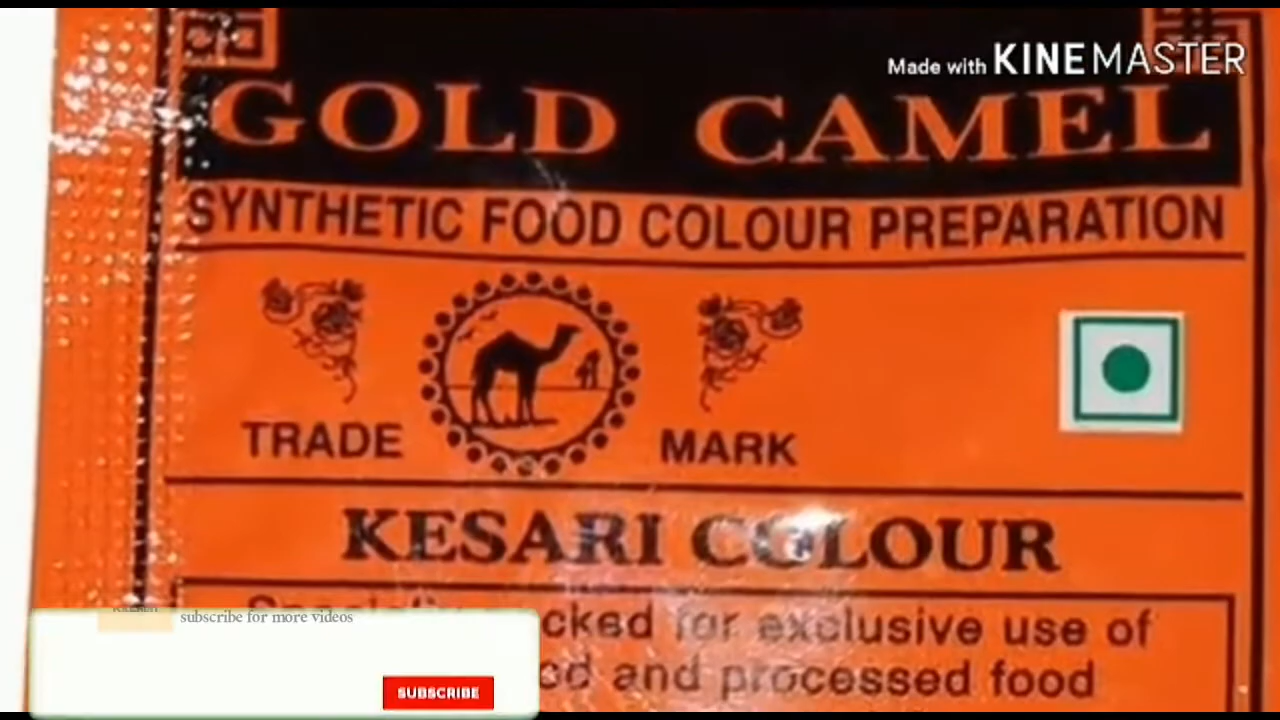 Made with KINEMASTER
GOLD CAMEL
SYNTHETIC FOOD COLOUR PREPARATION
TRADE MARK
KESARI COLOUR
cked for exclusive use of
od and processed food
subscribe for more videos
SUBSCRIBE